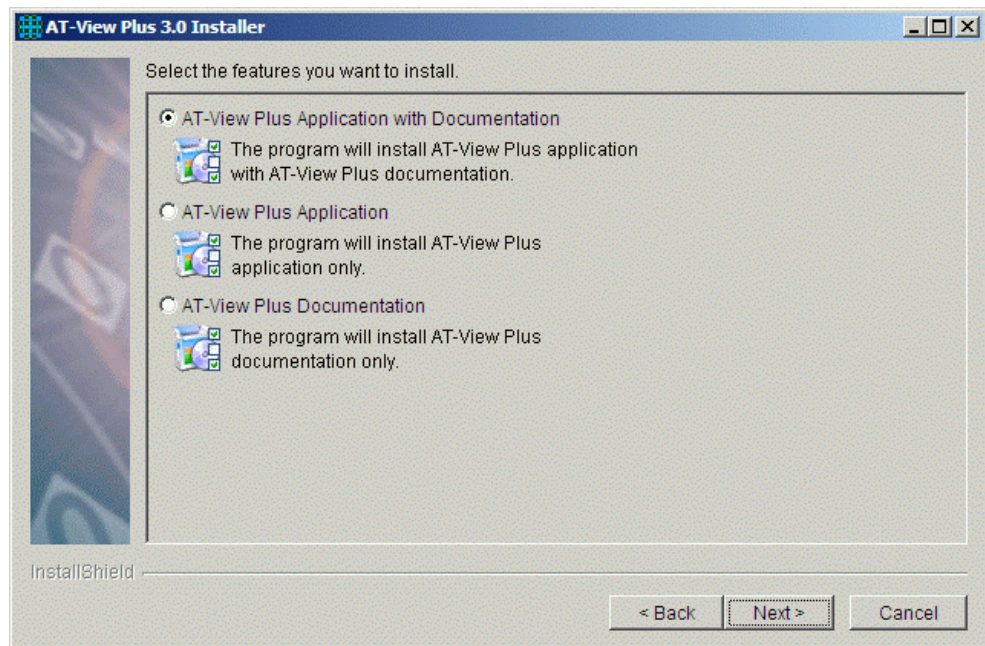 AT-View Plus 3.0 Installer
Select the features you want to install.
AT-View Plus Application with Documentation
The program will install AT-View Plus application
with AT-View Plus documentation.
AT-View Plus Application
The program will install AT-View Plus
application only.
AT-View Plus Documentation
The program will install AT-View Plus
documentation only.
InstallShield
< Back
Next >
Cancel